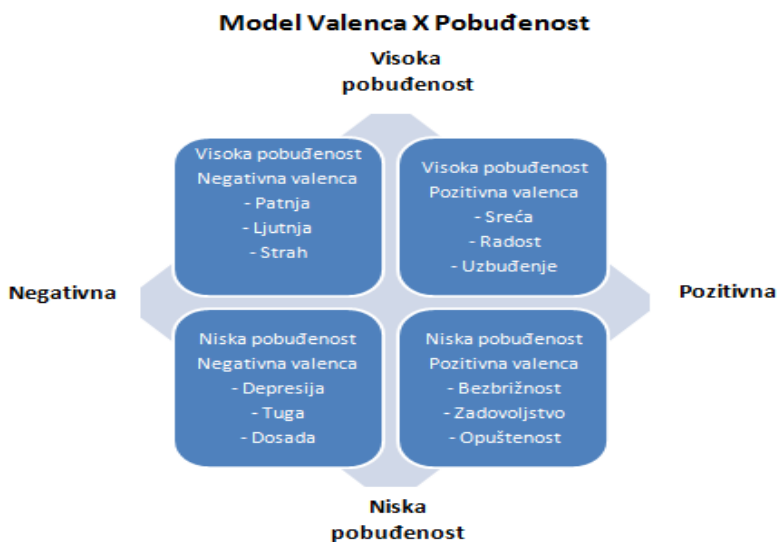 Model Valenca X Pobuđenost
Visoka
pobuđenost
Visoka pobuđenost
Negativna valenca
- Patnja
- Ljutnja
- Strah
Visoka pobuđenost
Pozitivna valenca
- Sreća
- Radost
- Uzbuđenje
Negativna
Pozitivna
Niska pobuđenost
Negativna valenca
- Depresija
- Tuga
- Dosada
Niska pobuđenost
Pozitivna valenca
- Bezbrižnost
- Zadovoljstvo
- Opuštenost
Niska
pobuđenost